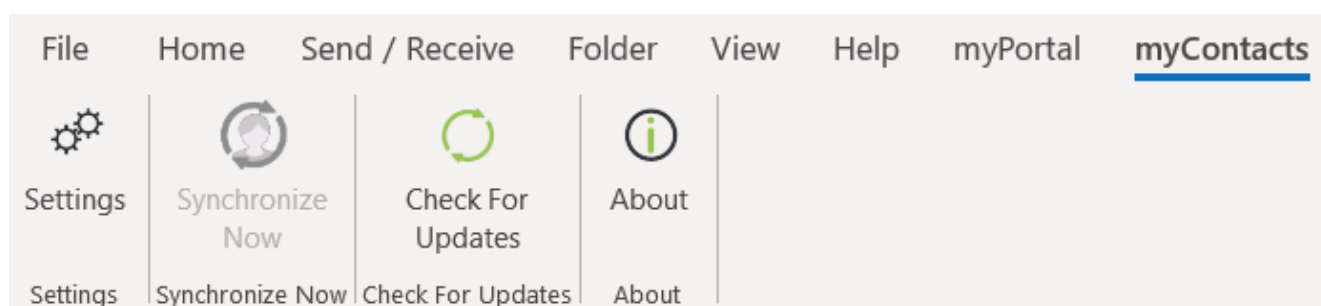 File Home Send / Receive Folder View Help myPortal myContacts
Settings Synchronize Check For About
Now Updates
Settings Synchronize Now Check For Updates About